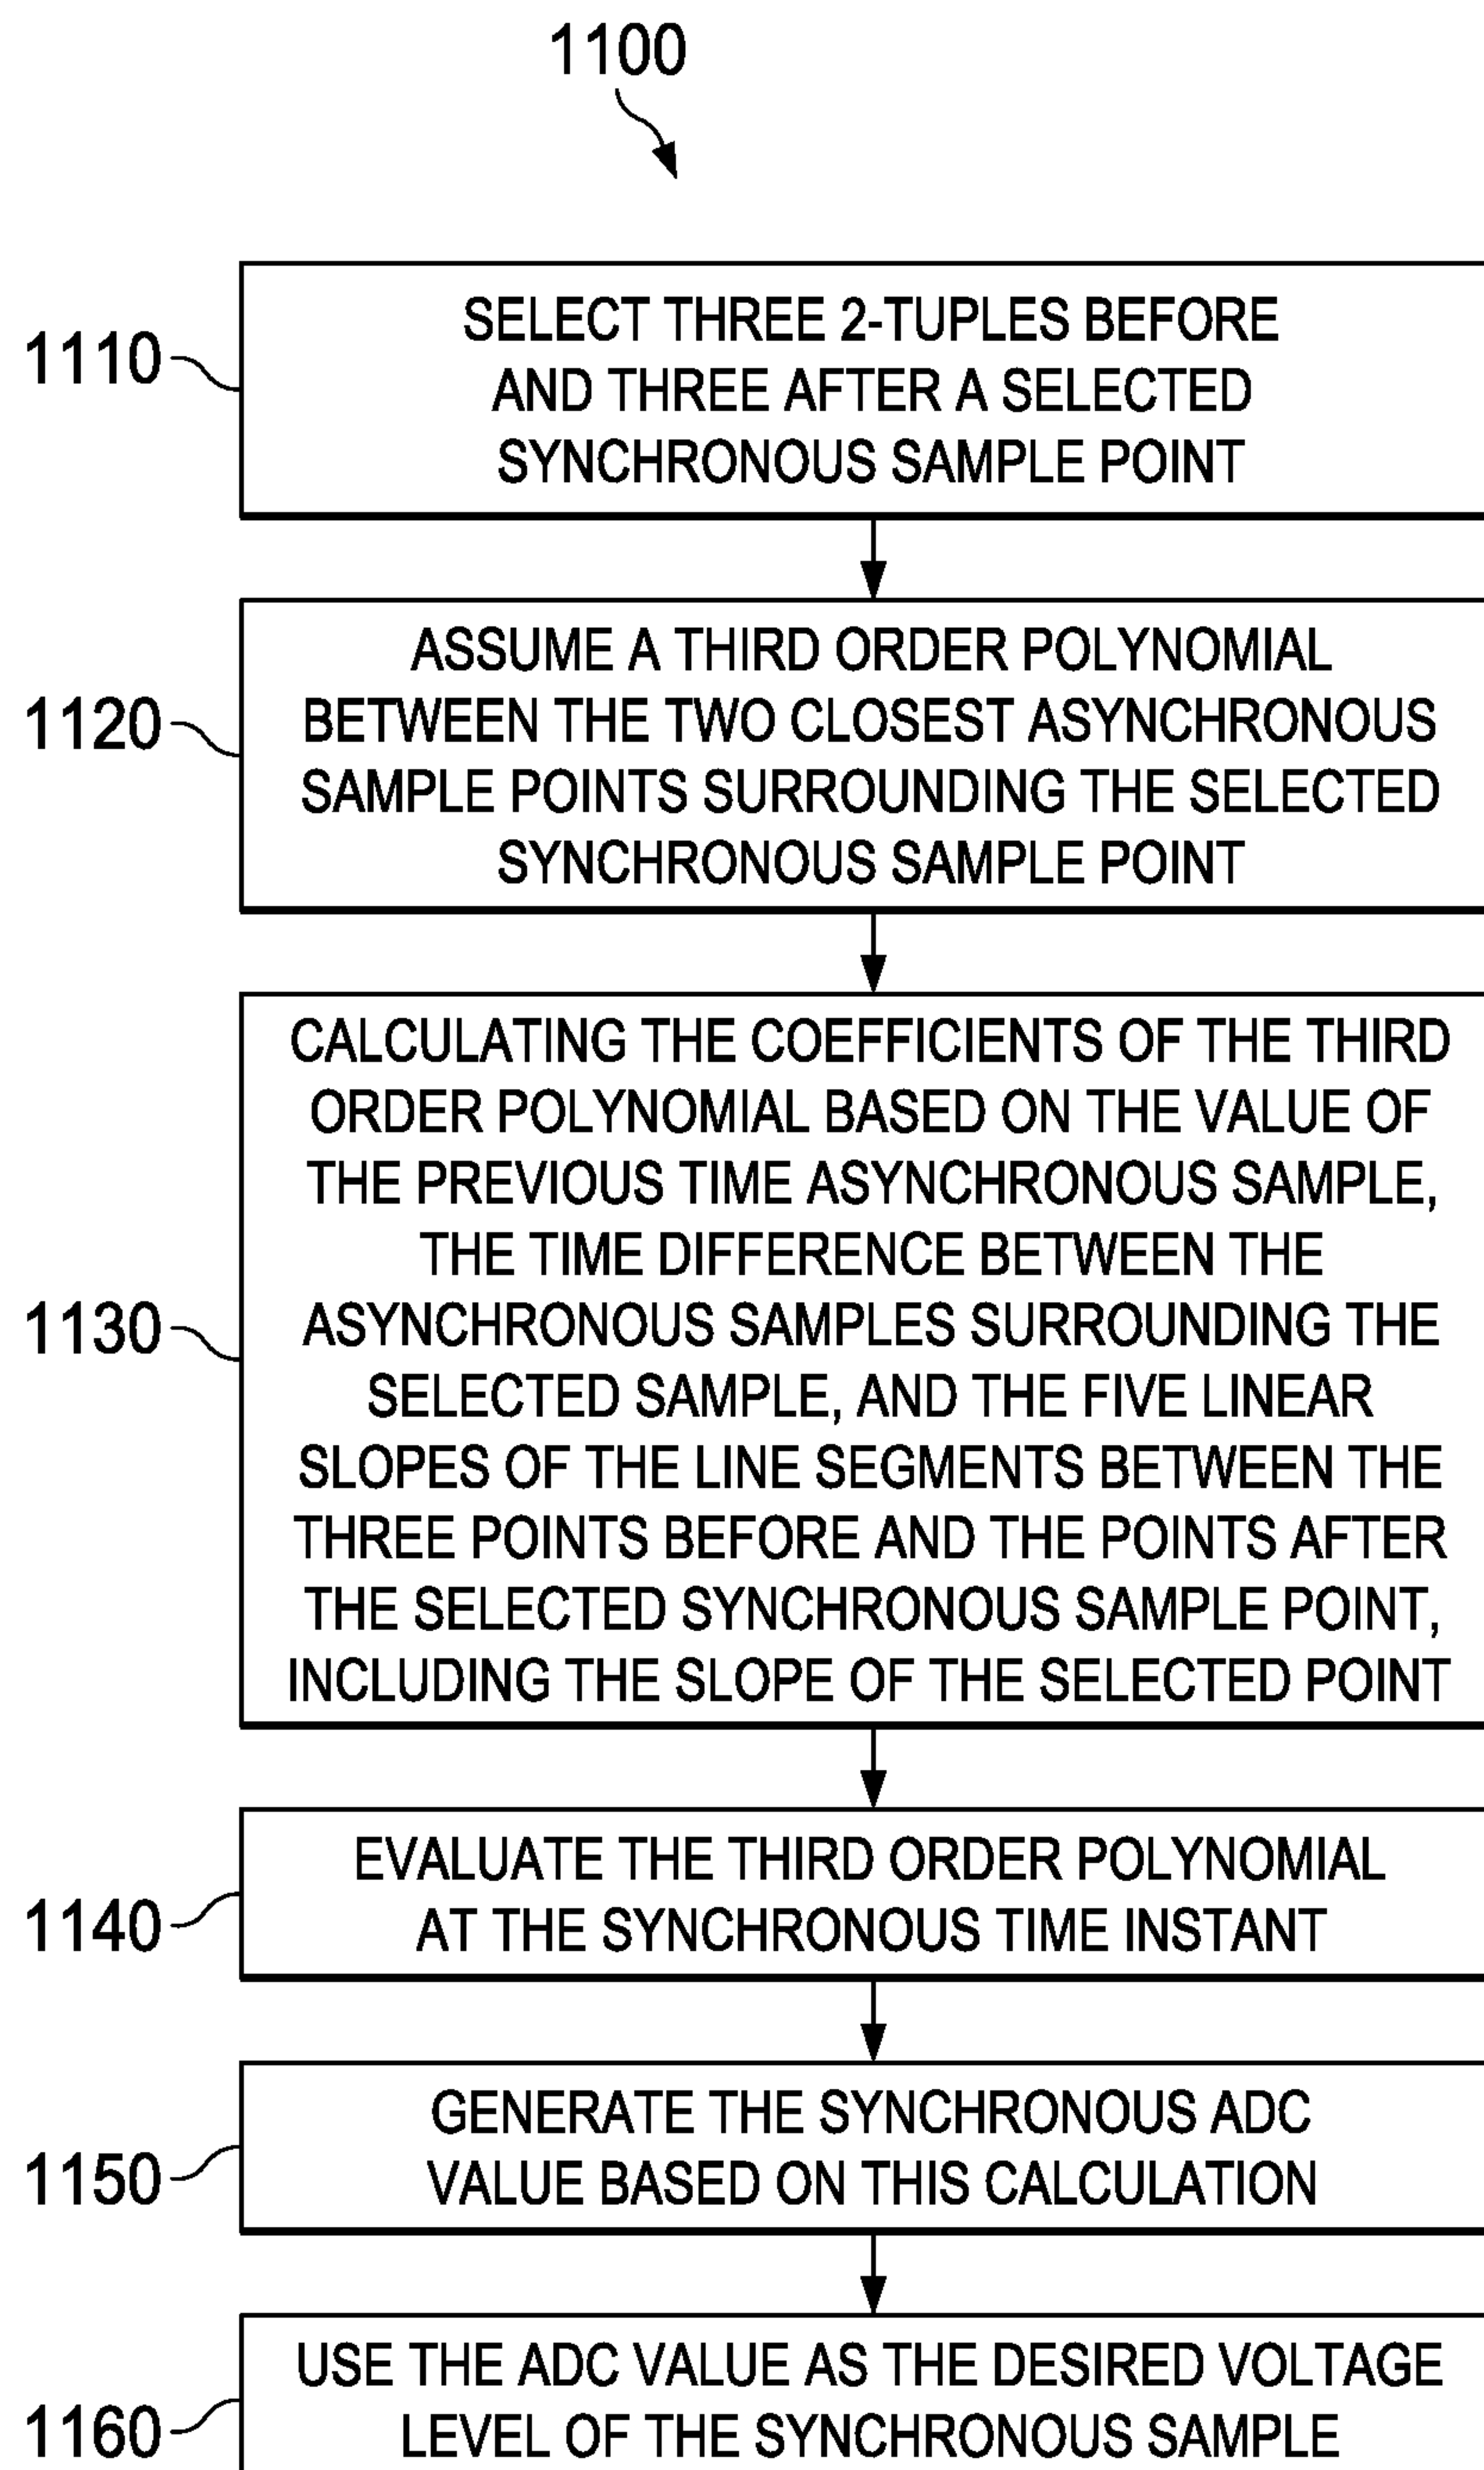 1100
1110
SELECT THREE 2-TUPLES BEFORE
AND THREE AFTER A SELECTED
SYNCHRONOUS SAMPLE POINT
1120
ASSUME A THIRD ORDER POLYNOMIAL
BETWEEN THE TWO CLOSEST ASYNCHRONOUS
SAMPLE POINTS SURROUNDING THE SELECTED
SYNCHRONOUS SAMPLE POINT
1130
CALCULATING THE COEFFICIENTS OF THE THIRD
ORDER POLYNOMIAL BASED ON THE VALUE OF
THE PREVIOUS TIME ASYNCHRONOUS SAMPLE,
THE TIME DIFFERENCE BETWEEN THE
ASYNCHRONOUS SAMPLES SURROUNDING THE
SELECTED SAMPLE, AND THE FIVE LINEAR
SLOPES OF THE LINE SEGMENTS BETWEEN THE
THREE POINTS BEFORE AND THE POINTS AFTER
THE SELECTED SYNCHRONOUS SAMPLE POINT,
INCLUDING THE SLOPE OF THE SELECTED POINT
1140
EVALUATE THE THIRD ORDER POLYNOMIAL
AT THE SYNCHRONOUS TIME INSTANT
1150
GENERATE THE SYNCHRONOUS ADC
VALUE BASED ON THIS CALCULATION
1160
USE THE ADC VALUE AS THE DESIRED VOLTAGE
LEVEL OF THE SYNCHRONOUS SAMPLE